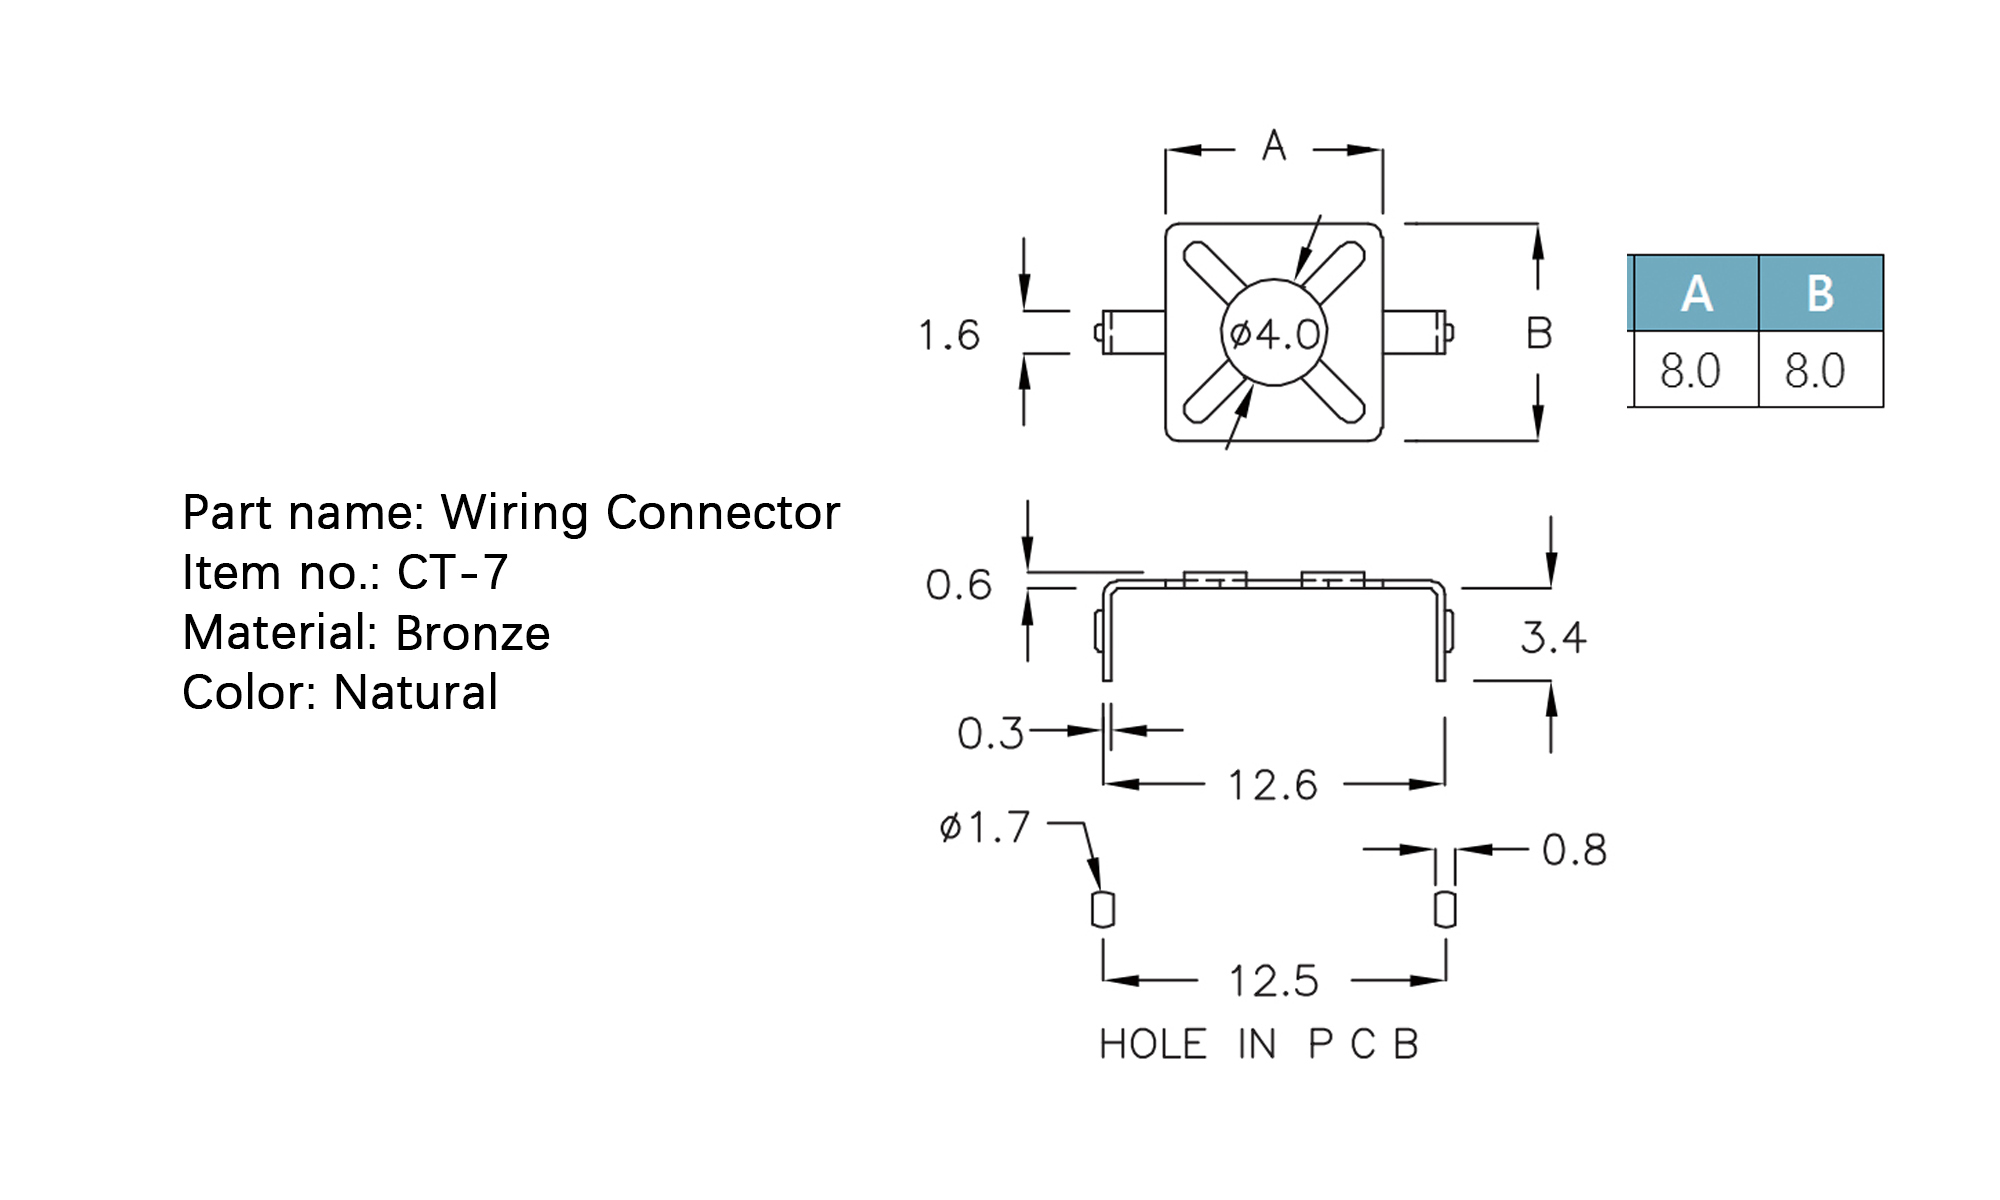 A
1.6
ø4.0
B
A B
8.0 8.0
Part name: Wiring Connector
Item no.: CT-7
Material: Bronze
Color: Natural
0.6
3.4
0.3
12.6
ø1.7
0.8
12.5
HOLE IN P C B